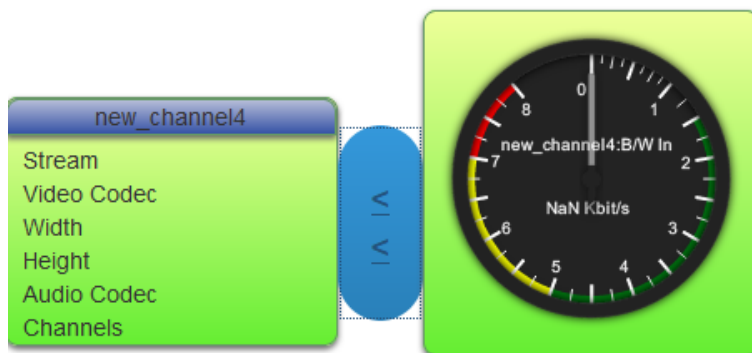 new_channel4
Stream
Video Codec
Width
Height
Audio Codec
Channels
<
<
0
1
2
3
4
5
6
7
8
new_channel4:B/W In
NaN Kbit/s